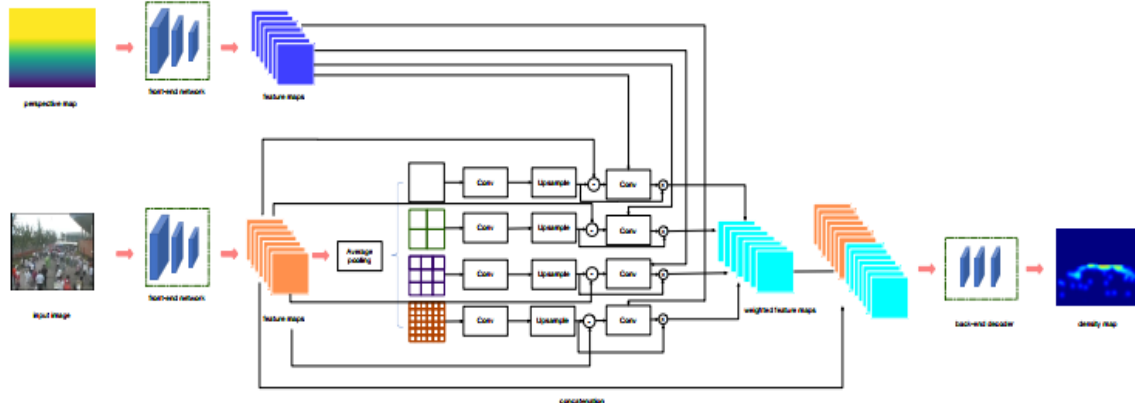 perspective map
front-end network
feature maps
Conv
Upsample
-
Conv
x
Conv
Upsample
-
Conv
x
Average
pooling
Conv
Upsample
-
Conv
x
Conv
Upsample
-
Conv
x
input image
front-end network
feature maps
weighted feature maps
back-end decoder
density map
concatenation